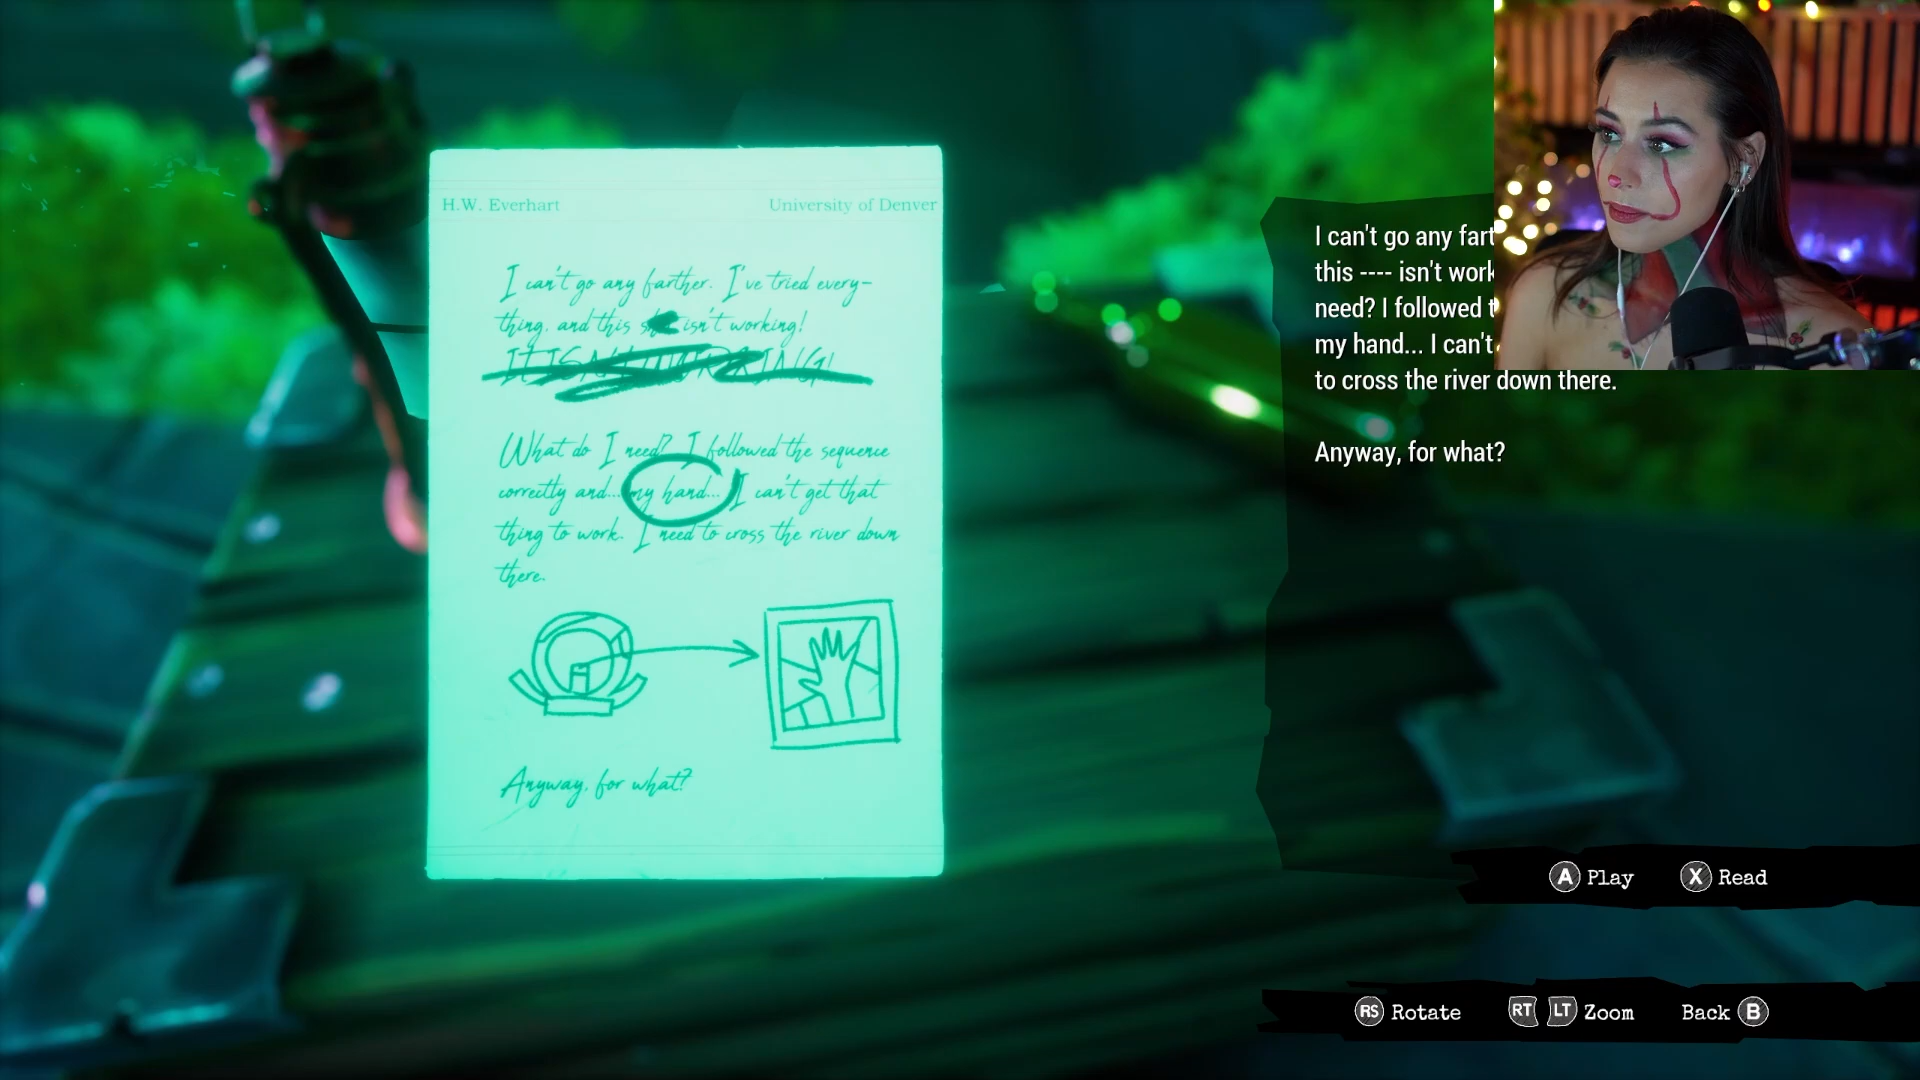 H.W. Everhart
University of Denver
I can't go any farther. I've tried every-
thing, and this isn't working!
IT ISN'T WORKING!
What do I need? I followed the sequence
correctly and... my hand... I can't get that
thing to work. I need to cross the river down
there.
Anyway, for what?
I can't go any
this ---- isn't
need? I followed
my hand... I can't
to cross the river down there.
Anyway, for what?
A Play
X Read
RS Rotate
RT LT Zoom
Back B